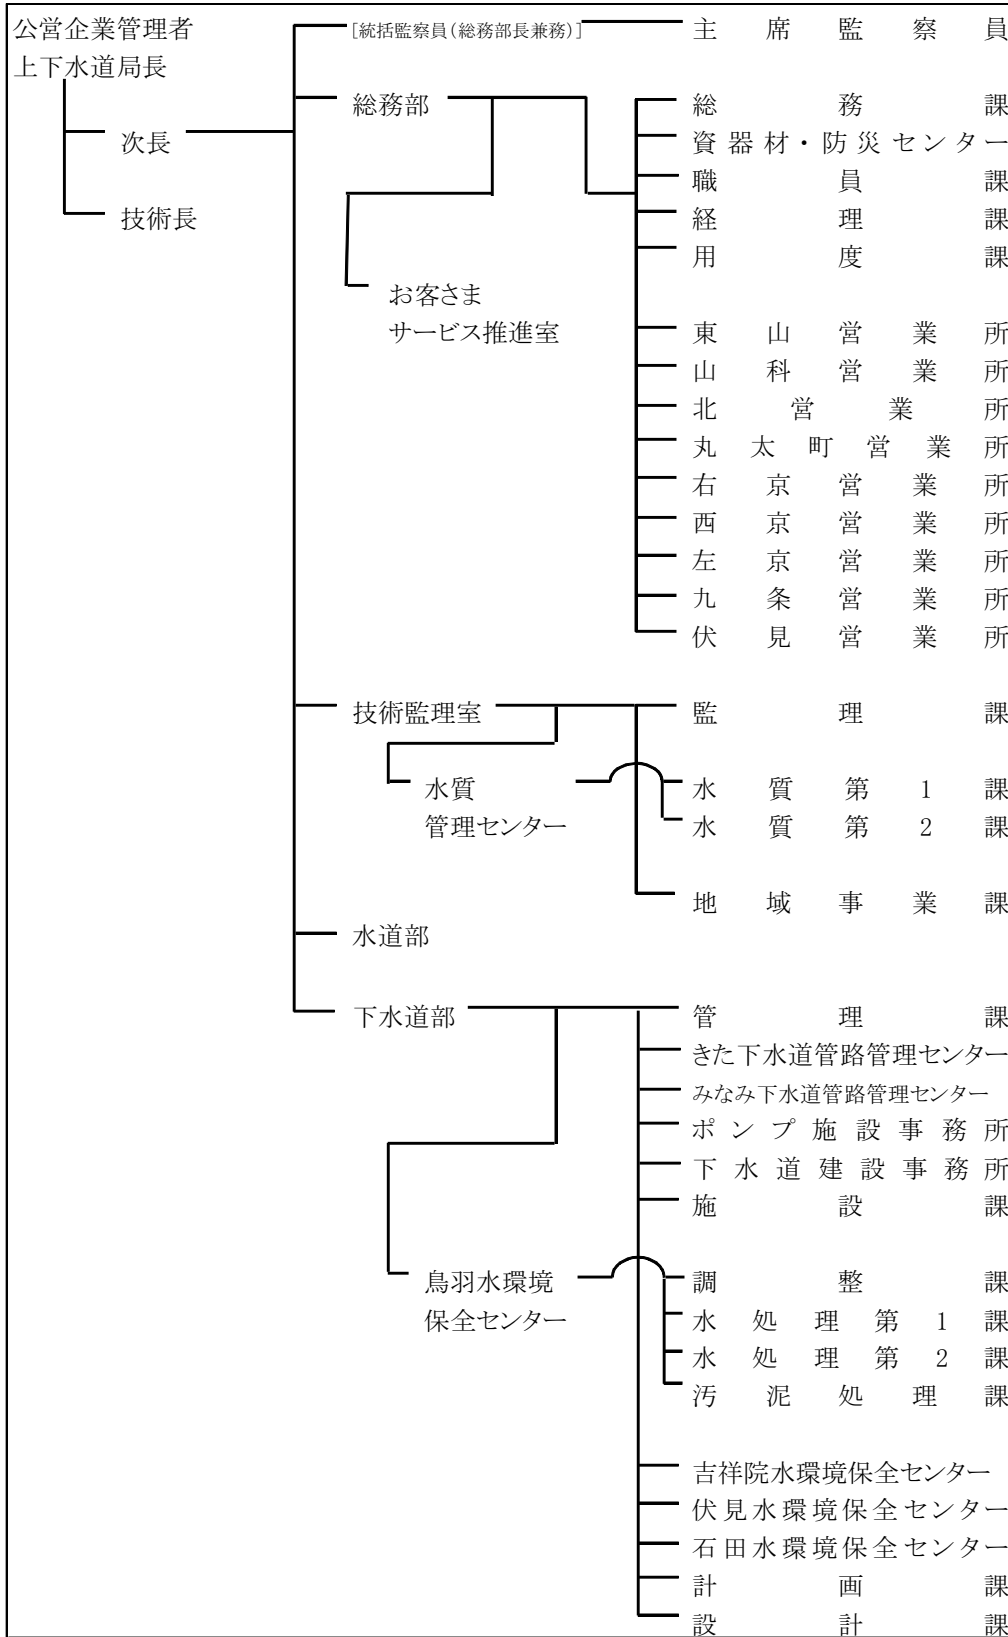 公営企業管理者
上下水道局長
次長
技術長
[統括監察員(総務部長兼務)]
主席監察員
総務部
総務課
資器材・防災センター
職員課
経理課
用度課
お客さま
サービス推進室
東山営業所
山科営業所
北営業所
丸太町営業所
右京営業所
西京営業所
左京営業所
九条営業所
伏見営業所
技術監理室
監理課
水質
管理センター
水質第1課
水質第2課
地域事業課
水道部
下水道部
管理課
きた下水道管路管理センター
みなみ下水道管路管理センター
ポンプ施設事務所
下水道建設事務所
施設課
鳥羽水環境
保全センター
調整課
水処理第1課
水処理第2課
汚泥処理課
吉祥院水環境保全センター
伏見水環境保全センター
石田水環境保全センター
計画課
設計課